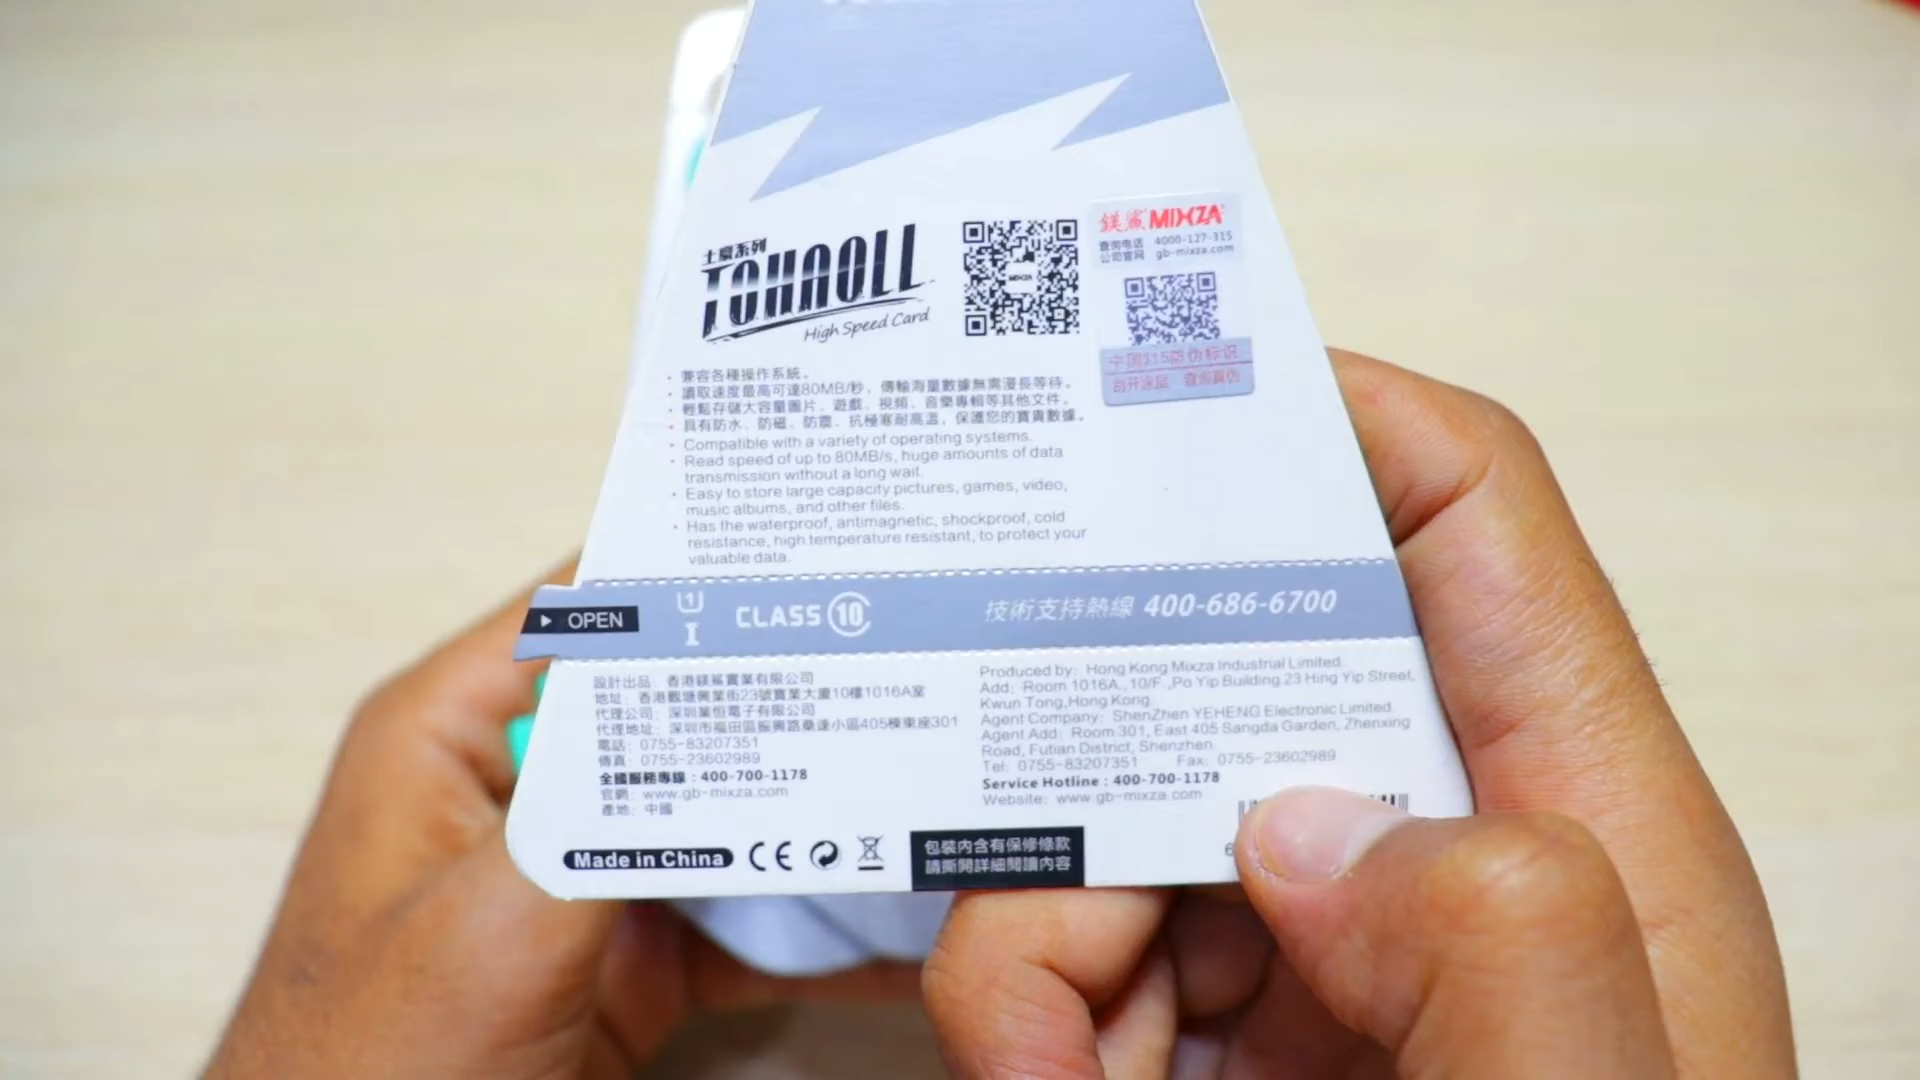 土豪系列
TOHAOLL
High Speed Card
MIXZA
鎂鯊 MIXZA
查询电话 4000-127-315
公司官网 gb-mixza.com
中国315防伪标识
刮开涂层 查询真伪
· 兼容各種操作系統。
· 讀取速度最高可達80MB/秒，傳輸海量數據無需漫長等待。
· 輕鬆存儲大容量圖片、遊戲、視頻、音樂專輯等其他文件。
· 具有防水、防磁、防震、抗極寒耐高溫，保護您的寶貴數據。
· Compatible with a variety of operating systems.
· Read speed of up to 80MB/s, huge amounts of data
transmission without a long wait.
· Easy to store large capacity pictures, games, video,
music albums, and other files.
· Has the waterproof, antimagnetic, shockproof, cold
resistance, high temperature resistant, to protect your
valuable data.
OPEN
1
I
CLASS 10
技術支持熱線 400-686-6700
設計出品：香港鎂鯊實業有限公司
地址：香港觀塘興業街23號寶業大廈10樓1016A室
代理公司：深圳業恒電子有限公司
代理地址：深圳市福田區振興路桑達小區405棟東座301
電話：0755-83207351
傳真：0755-23602989
全國服務專線：400-700-1178
官網：www.gb-mixza.com
產地：中國
Produced by: Hong Kong Mixza Industrial Limited.
Add: Room 1016A., 10/F .,Po Yip Building 23 Hing Yip Street,
Kwun Tong,Hong Kong
Agent Company: ShenZhen YEHENG Electronic Limited.
Agent Add: Room 301, East 405 Sangda Garden, Zhenxing
Road, Futian District, Shenzhen.
Tel: 0755-83207351 Fax: 0755-23602989
Service Hotline : 400-700-1178
Website: www.gb-mixza.com
Made in China
CE
包裝內含有保修條款
請撕開詳細閱讀內容
6